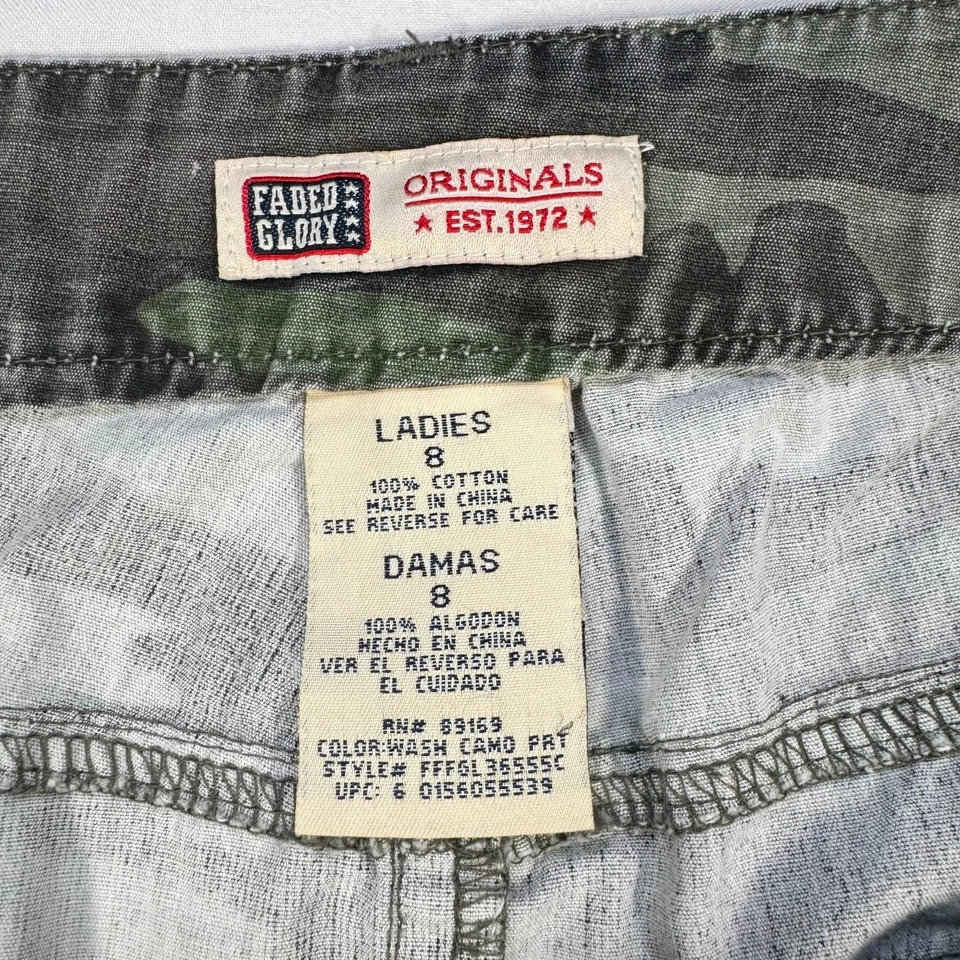 FADED
GLORY
ORIGINALS
★ EST.1972 ★
LADIES
8
100% COTTON
MADE IN CHINA
SEE REVERSE FOR CARE
DAMAS
8
100% ALGODON
HECHO EN CHINA
VER EL REVERSO PARA
EL CUIDADO
RN# 89169
COLOR:WASH CAMO PRT
STYLE# FFFGL36555C
UPC: 6 0156055539